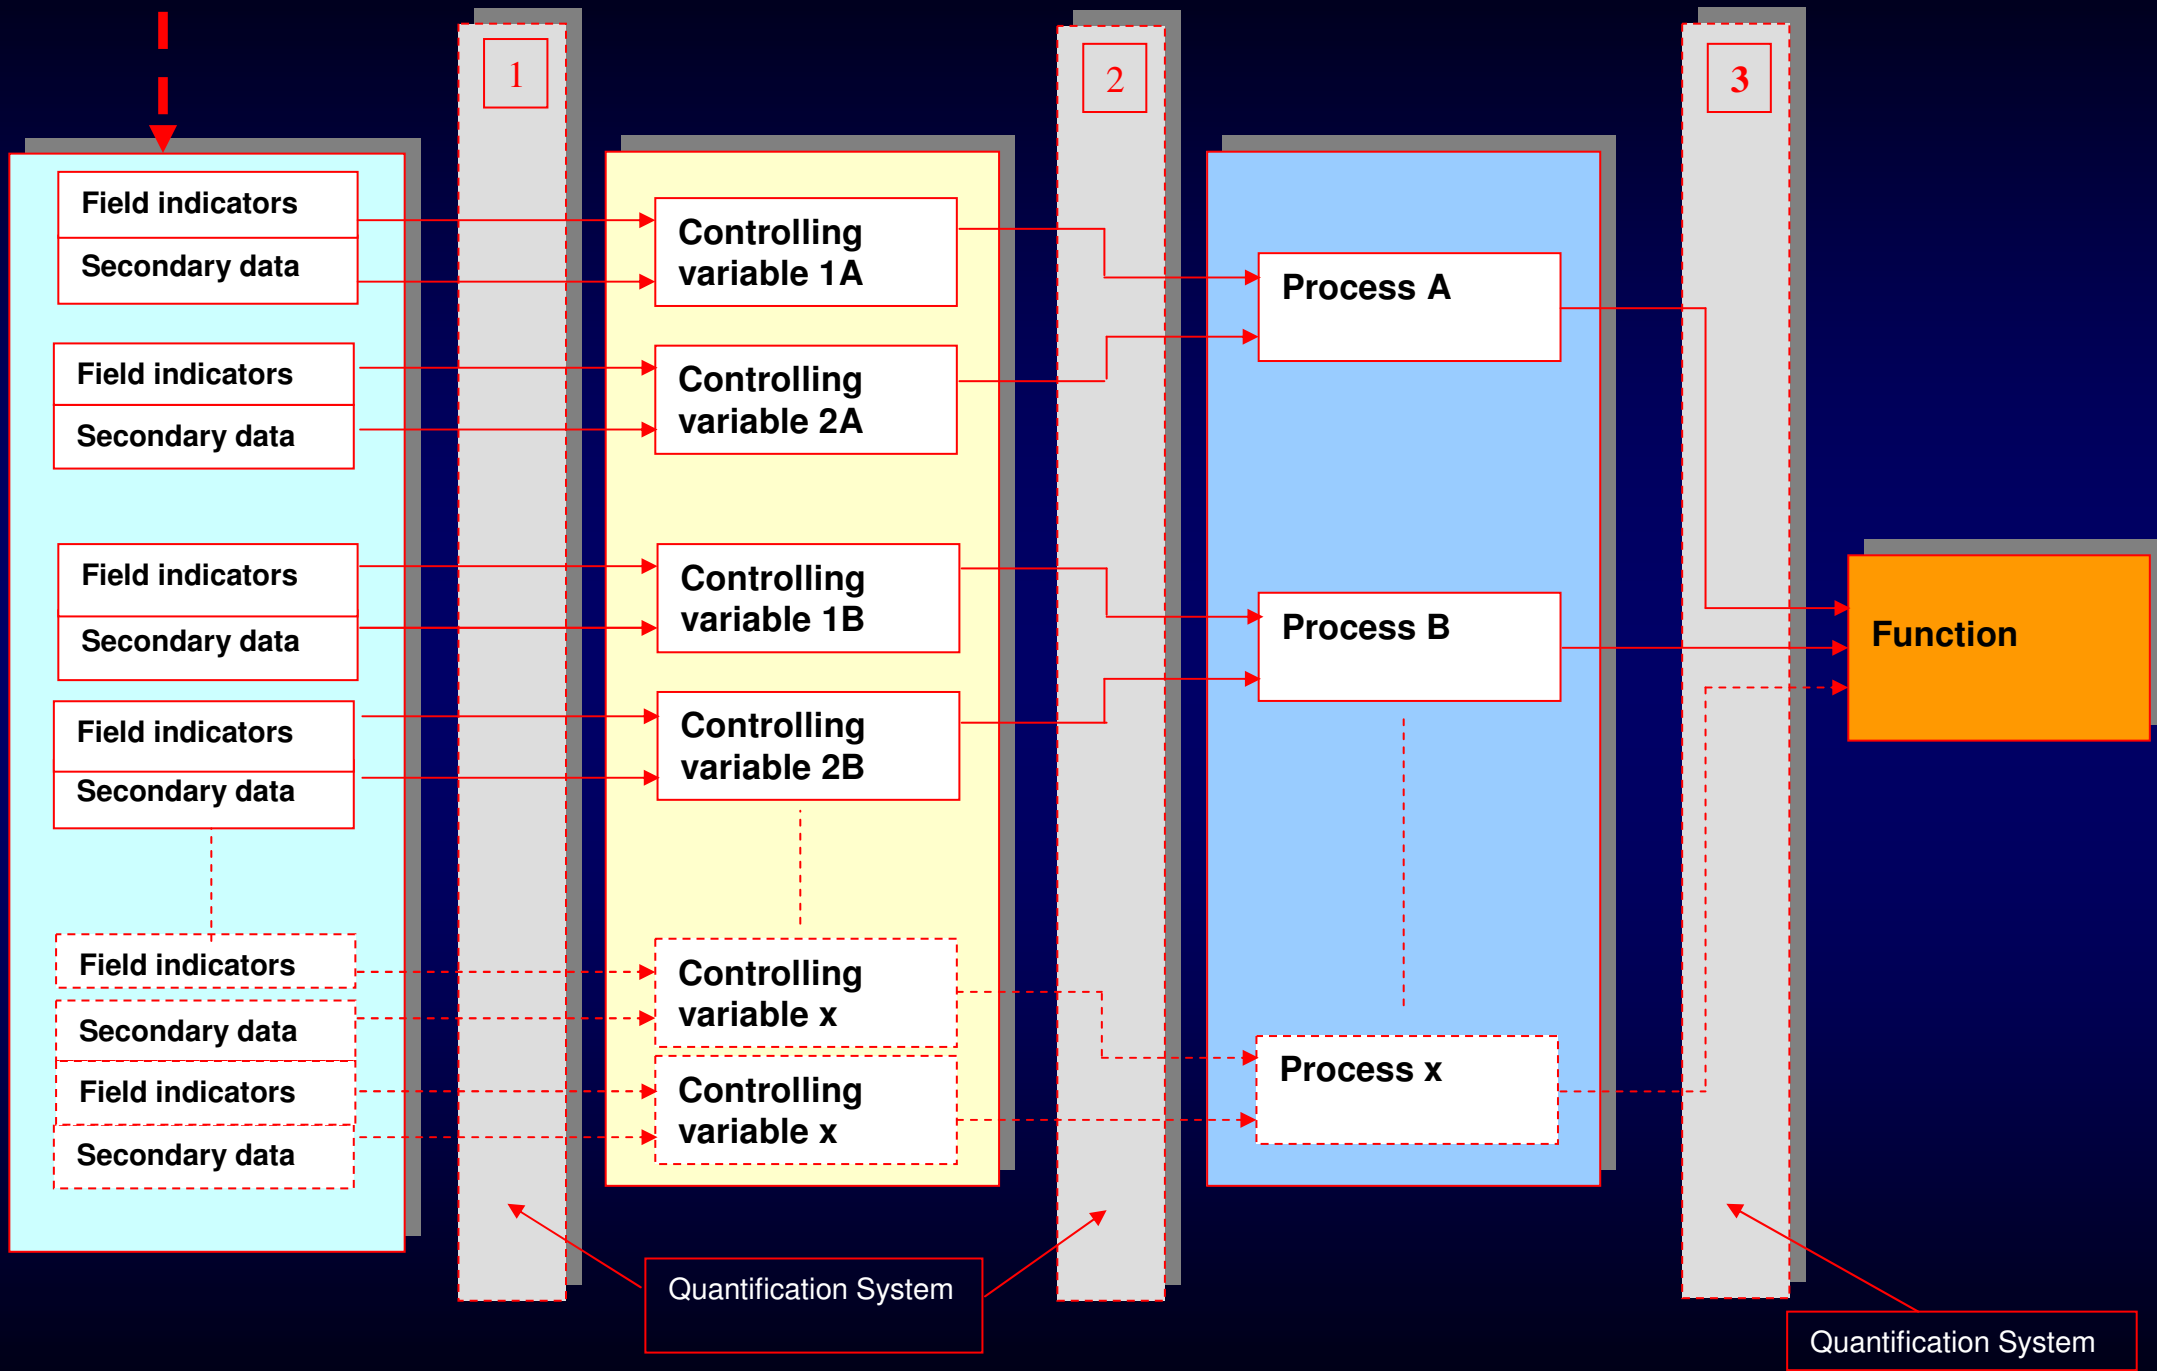 1
2
3
Field indicators
Secondary data
Field indicators
Secondary data
Field indicators
Secondary data
Field indicators
Secondary data
Field indicators
Secondary data
Field indicators
Secondary data
Controlling
variable 1A
Controlling
variable 2A
Controlling
variable 1B
Controlling
variable 2B
Controlling
variable x
Controlling
variable x
Process A
Process B
Process x
Function
Quantification System
Quantification System